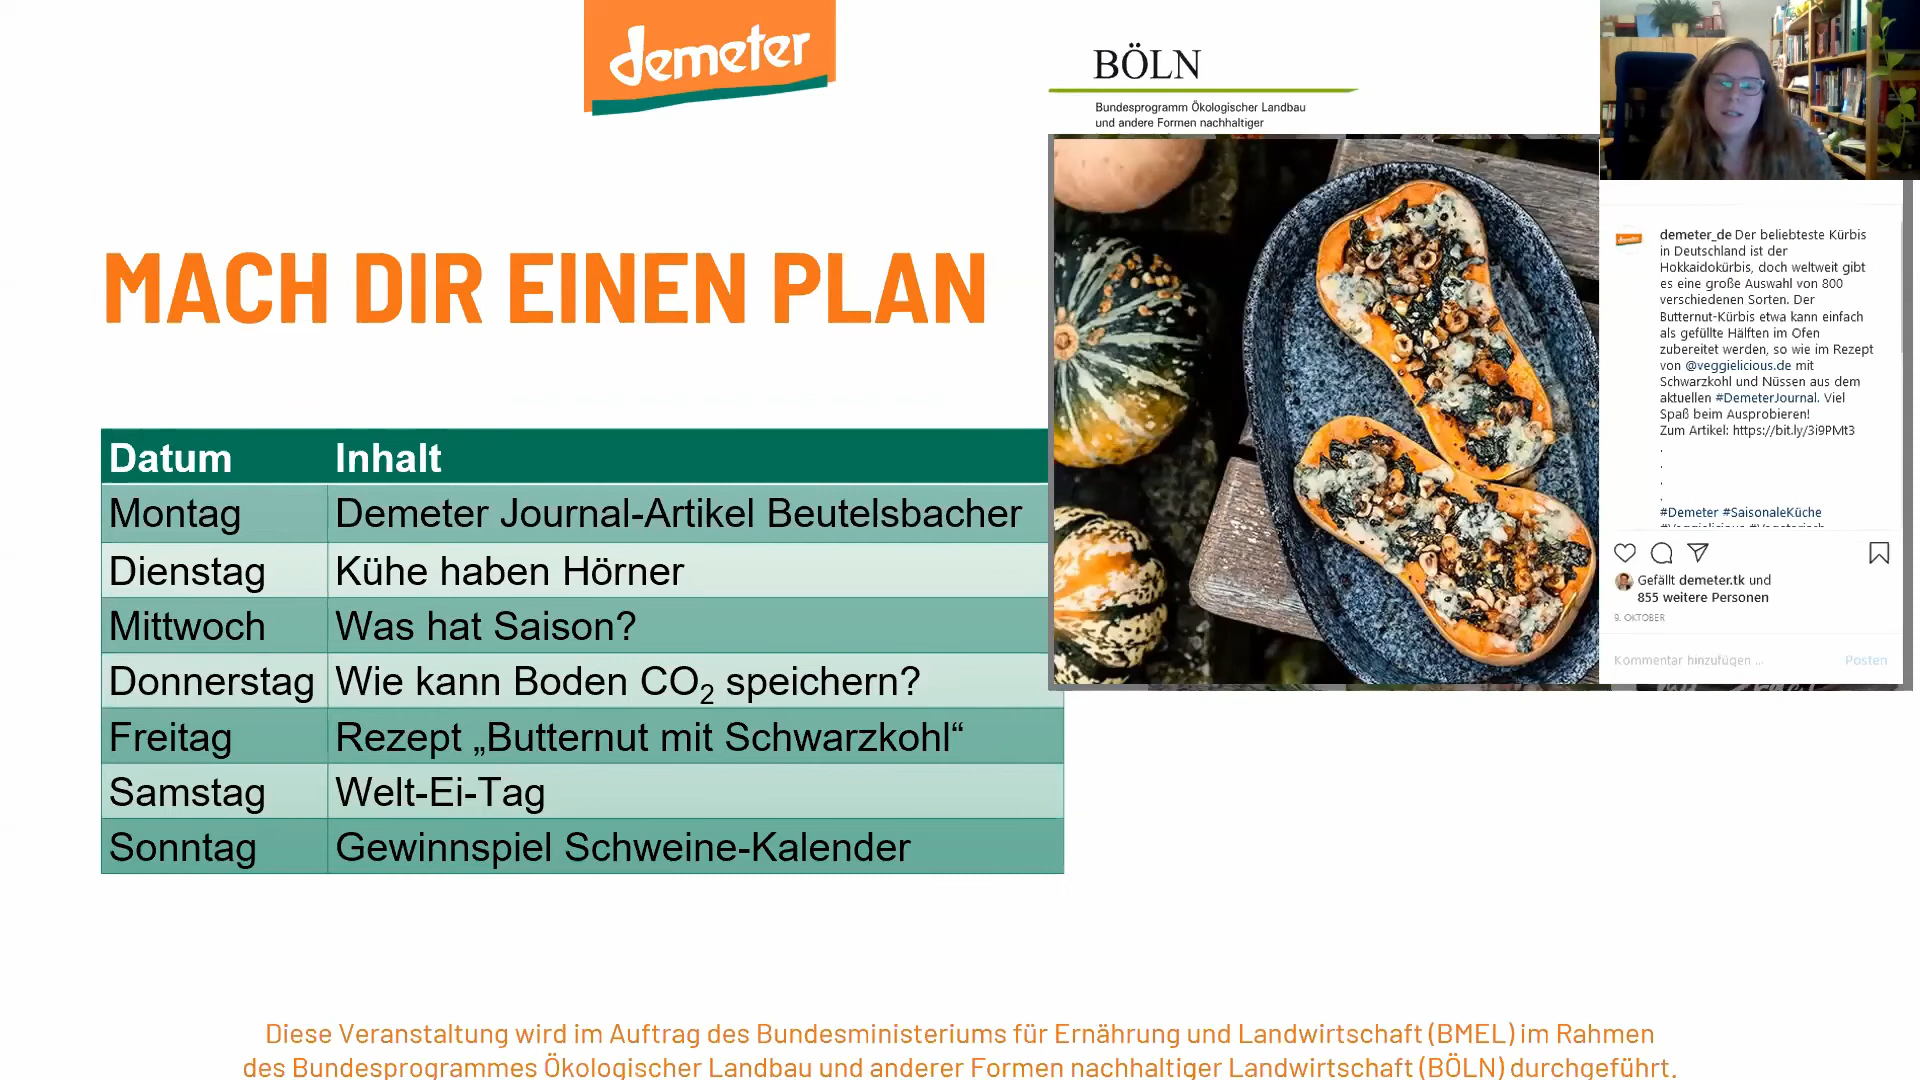 demeter
BÖLN
Bundesprogramm Ökologischer Landbau
und andere Formen nachhaltiger
MACH DIR EINEN PLAN
Datum Inhalt
Montag Demeter Journal-Artikel Beutelsbacher
Dienstag Kühe haben Hörner
Mittwoch Was hat Saison?
Donnerstag Wie kann Boden CO2 speichern?
Freitag Rezept „Butternut mit Schwarzkohl“
Samstag Welt-Ei-Tag
Sonntag Gewinnspiel Schweine-Kalender
demeter_de Der beliebteste Kürbis
in Deutschland ist der
Hokkaidokürbis, doch weltweit gibt
es eine große Auswahl von 800
verschiedenen Sorten. Der
Butternut-Kürbis etwa kann einfach
als gefüllte Hälften im Ofen
zubereitet werden, so wie im Rezept
von @veggielicious.de mit
Schwarzkohl und Nüssen aus dem
aktuellen #DemeterJournal. Viel
Spaß beim Ausprobieren!
Zum Artikel: https://bit.ly/3i9PMt3
.
.
.
.
#Demeter #SaisonaleKüche
Gefällt demeter.tk und
855 weitere Personen
9. OKTOBER
Kommentar hinzufügen ... Posten
Diese Veranstaltung wird im Auftrag des Bundesministeriums für Ernährung und Landwirtschaft (BMEL) im Rahmen
des Bundesprogrammes Ökologischer Landbau und anderer Formen nachhaltiger Landwirtschaft (BÖLN) durchgeführt.